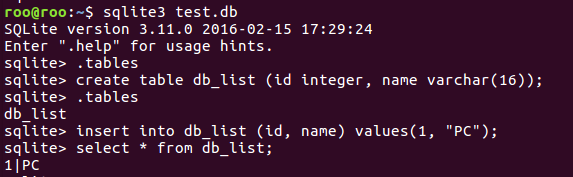 roo@roo:~$ sqlite3 test.db
SQLite version 3.11.0 2016-02-15 17:29:24
Enter ".help" for usage hints.
sqlite> .tables
sqlite> create table db_list (id integer, name varchar(16));
sqlite> .tables
db_list
sqlite> insert into db_list (id, name) values(1, "PC");
sqlite> select * from db_list;
1|PC